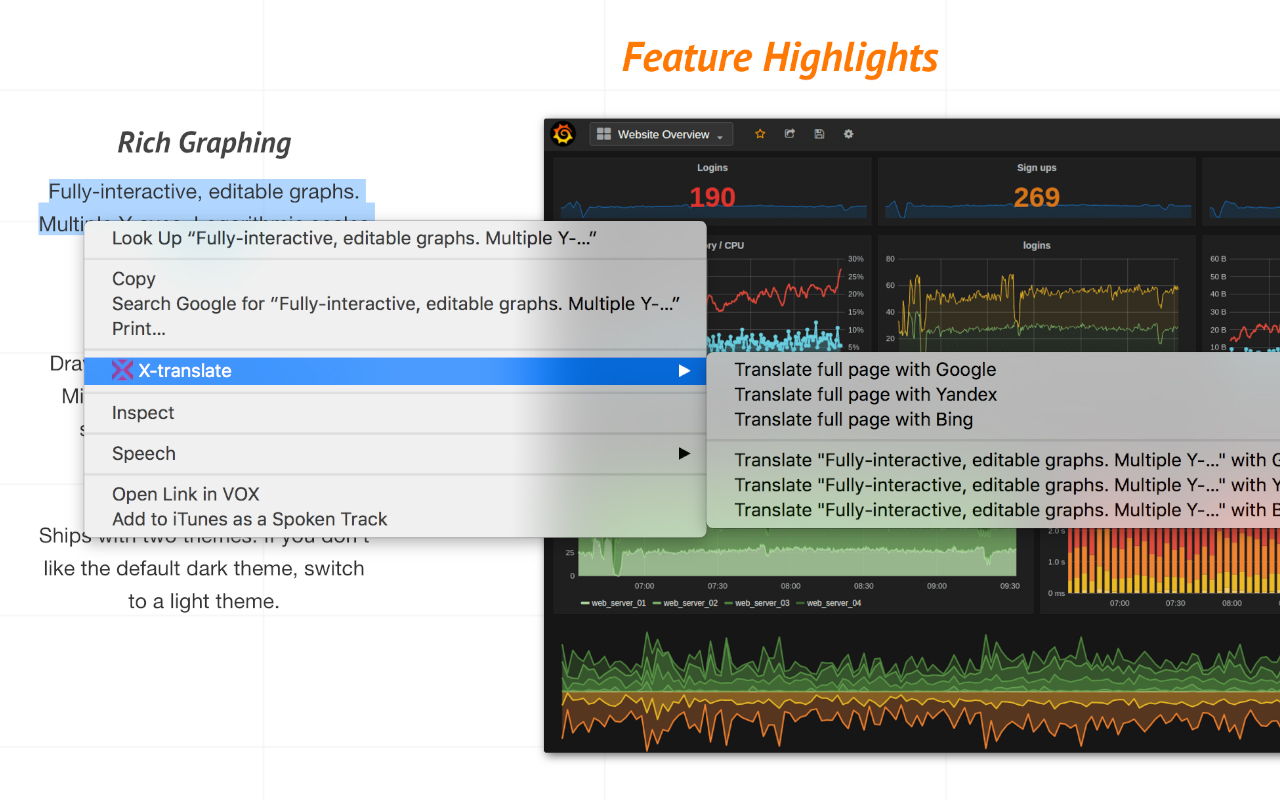 Feature Highlights
Rich Graphing
Fully-interactive, editable graphs.
Multiple Y-axes, logarithmic scales
Look Up “Fully-interactive, editable graphs. Multiple Y-...”
Copy
Search Google for “Fully-interactive, editable graphs. Multiple Y-...”
Print...
X-translate
Inspect
Speech
Open Link in VOX
Add to iTunes as a Spoken Track
Translate full page with Google
Translate full page with Yandex
Translate full page with Bing
Translate "Fully-interactive, editable graphs. Multiple Y-..." with G
Translate "Fully-interactive, editable graphs. Multiple Y-..." with Y
Translate "Fully-interactive, editable graphs. Multiple Y-..." with B
Mi
Ships with two themes. If you don't
like the default dark theme, switch
to a light theme.
Website Overview
Logins
190
Sign ups
269
ry / CPU
30%
25%
20%
15%
10%
5%
logins
80
60
40
20
60 B
50 B
40 B
30 B
20 B
10 B
25
0
07:00 07:30 08:00 08:30 09:00 09:30
web_server_01 web_server_02 web_server_03 web_server_04
2.0 s
1.0 s
0 ms
07:00 07:30 08:00